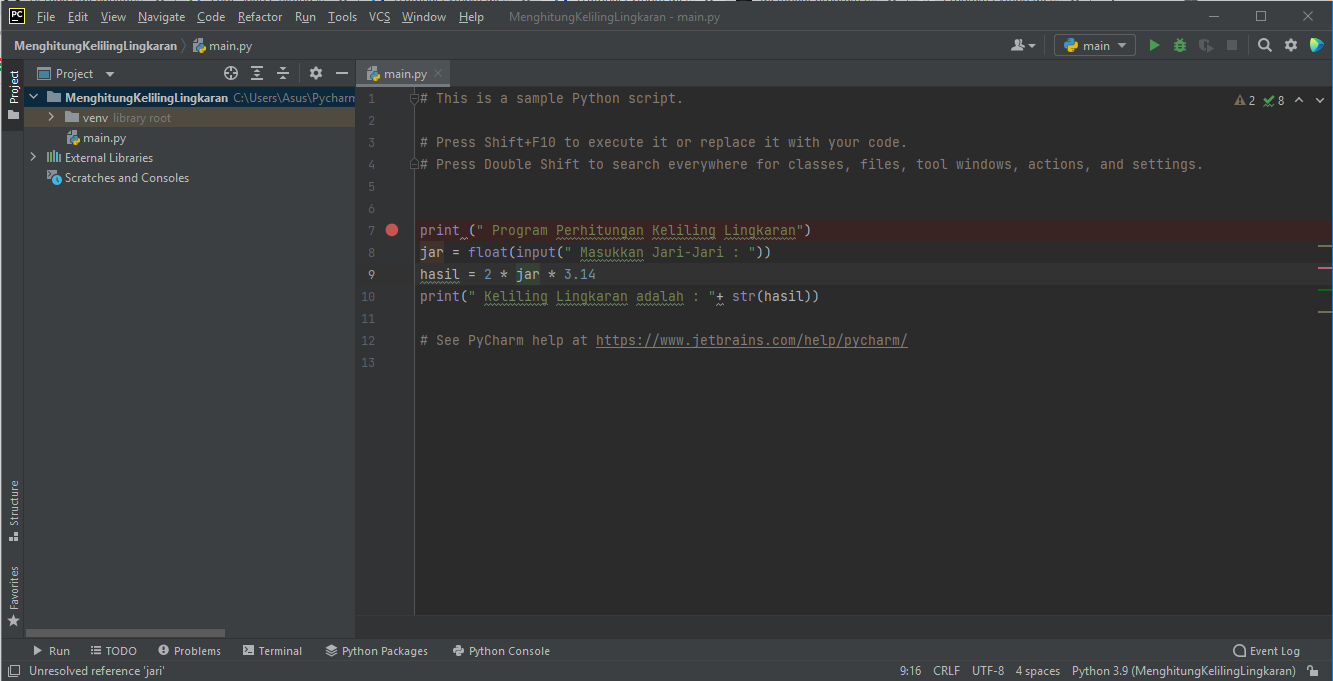 PC File Edit View Navigate Code Refactor Run Tools VCS Window Help MenghitungKelilingLingkaran - main.py
MenghitungKelilingLingkaran main.py main
Project
Project
main.py
MenghitungKelilingLingkaran C:\Users\Asus\Pycharm
venv library root
main.py
External Libraries
Scratches and Consoles
2 8
1 # This is a sample Python script.
2
3 # Press Shift+F10 to execute it or replace it with your code.
4 # Press Double Shift to search everywhere for classes, files, tool windows, actions, and settings.
5
6
7 print (" Program Perhitungan Keliling Lingkaran")
8 jar = float(input(" Masukkan Jari-Jari : "))
9 hasil = 2 * jar * 3.14
10 print(" Keliling Lingkaran adalah : "+ str(hasil))
11
12 # See PyCharm help at https://www.jetbrains.com/help/pycharm/
13
Structure
Favorites
Run TODO Problems Terminal Python Packages Python Console Event Log
Unresolved reference 'jari' 9:16 CRLF UTF-8 4 spaces Python 3.9 (MenghitungKelilingLingkaran)